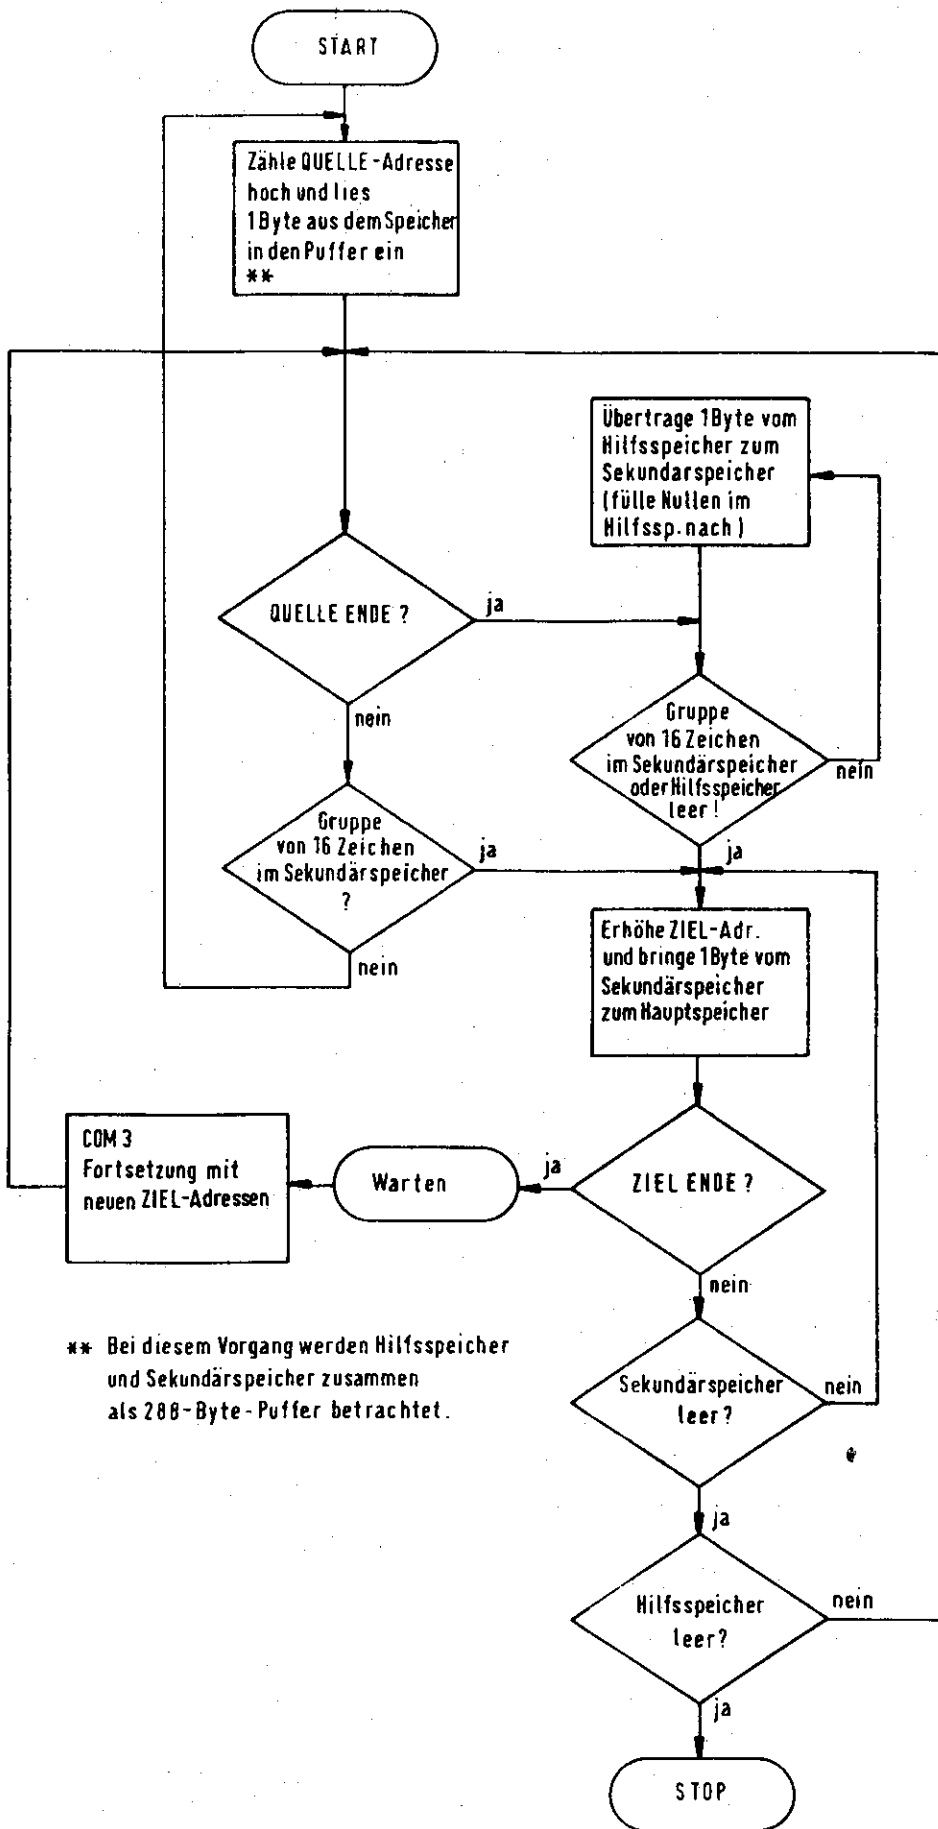 START
Zähle QUELLE-Adresse
hoch und lies
1 Byte aus dem Speicher
in den Puffer ein
**
Übertrage 1 Byte vom
Hilfsspeicher zum
Sekundarspeicher
(fülle Nullen im
Hilfssp. nach)
QUELLE ENDE ?
ja
nein
Gruppe
von 16 Zeichen
im Sekundärspeicher
oder Hilfsspeicher
leer !
nein
ja
Gruppe
von 16 Zeichen
im Sekundärspeicher
?
ja
nein
Erhöhe ZIEL-Adr.
und bringe 1 Byte vom
Sekundärspeicher
zum Hauptspeicher
COM 3
Fortsetzung mit
neuen ZIEL-Adressen
Warten
ja
ZIEL ENDE ?
nein
** Bei diesem Vorgang werden Hilfsspeicher
und Sekundärspeicher zusammen
als 288-Byte-Puffer betrachtet.
Sekundärspeicher
leer ?
nein
ja
Hilfsspeicher
leer?
nein
ja
STOP